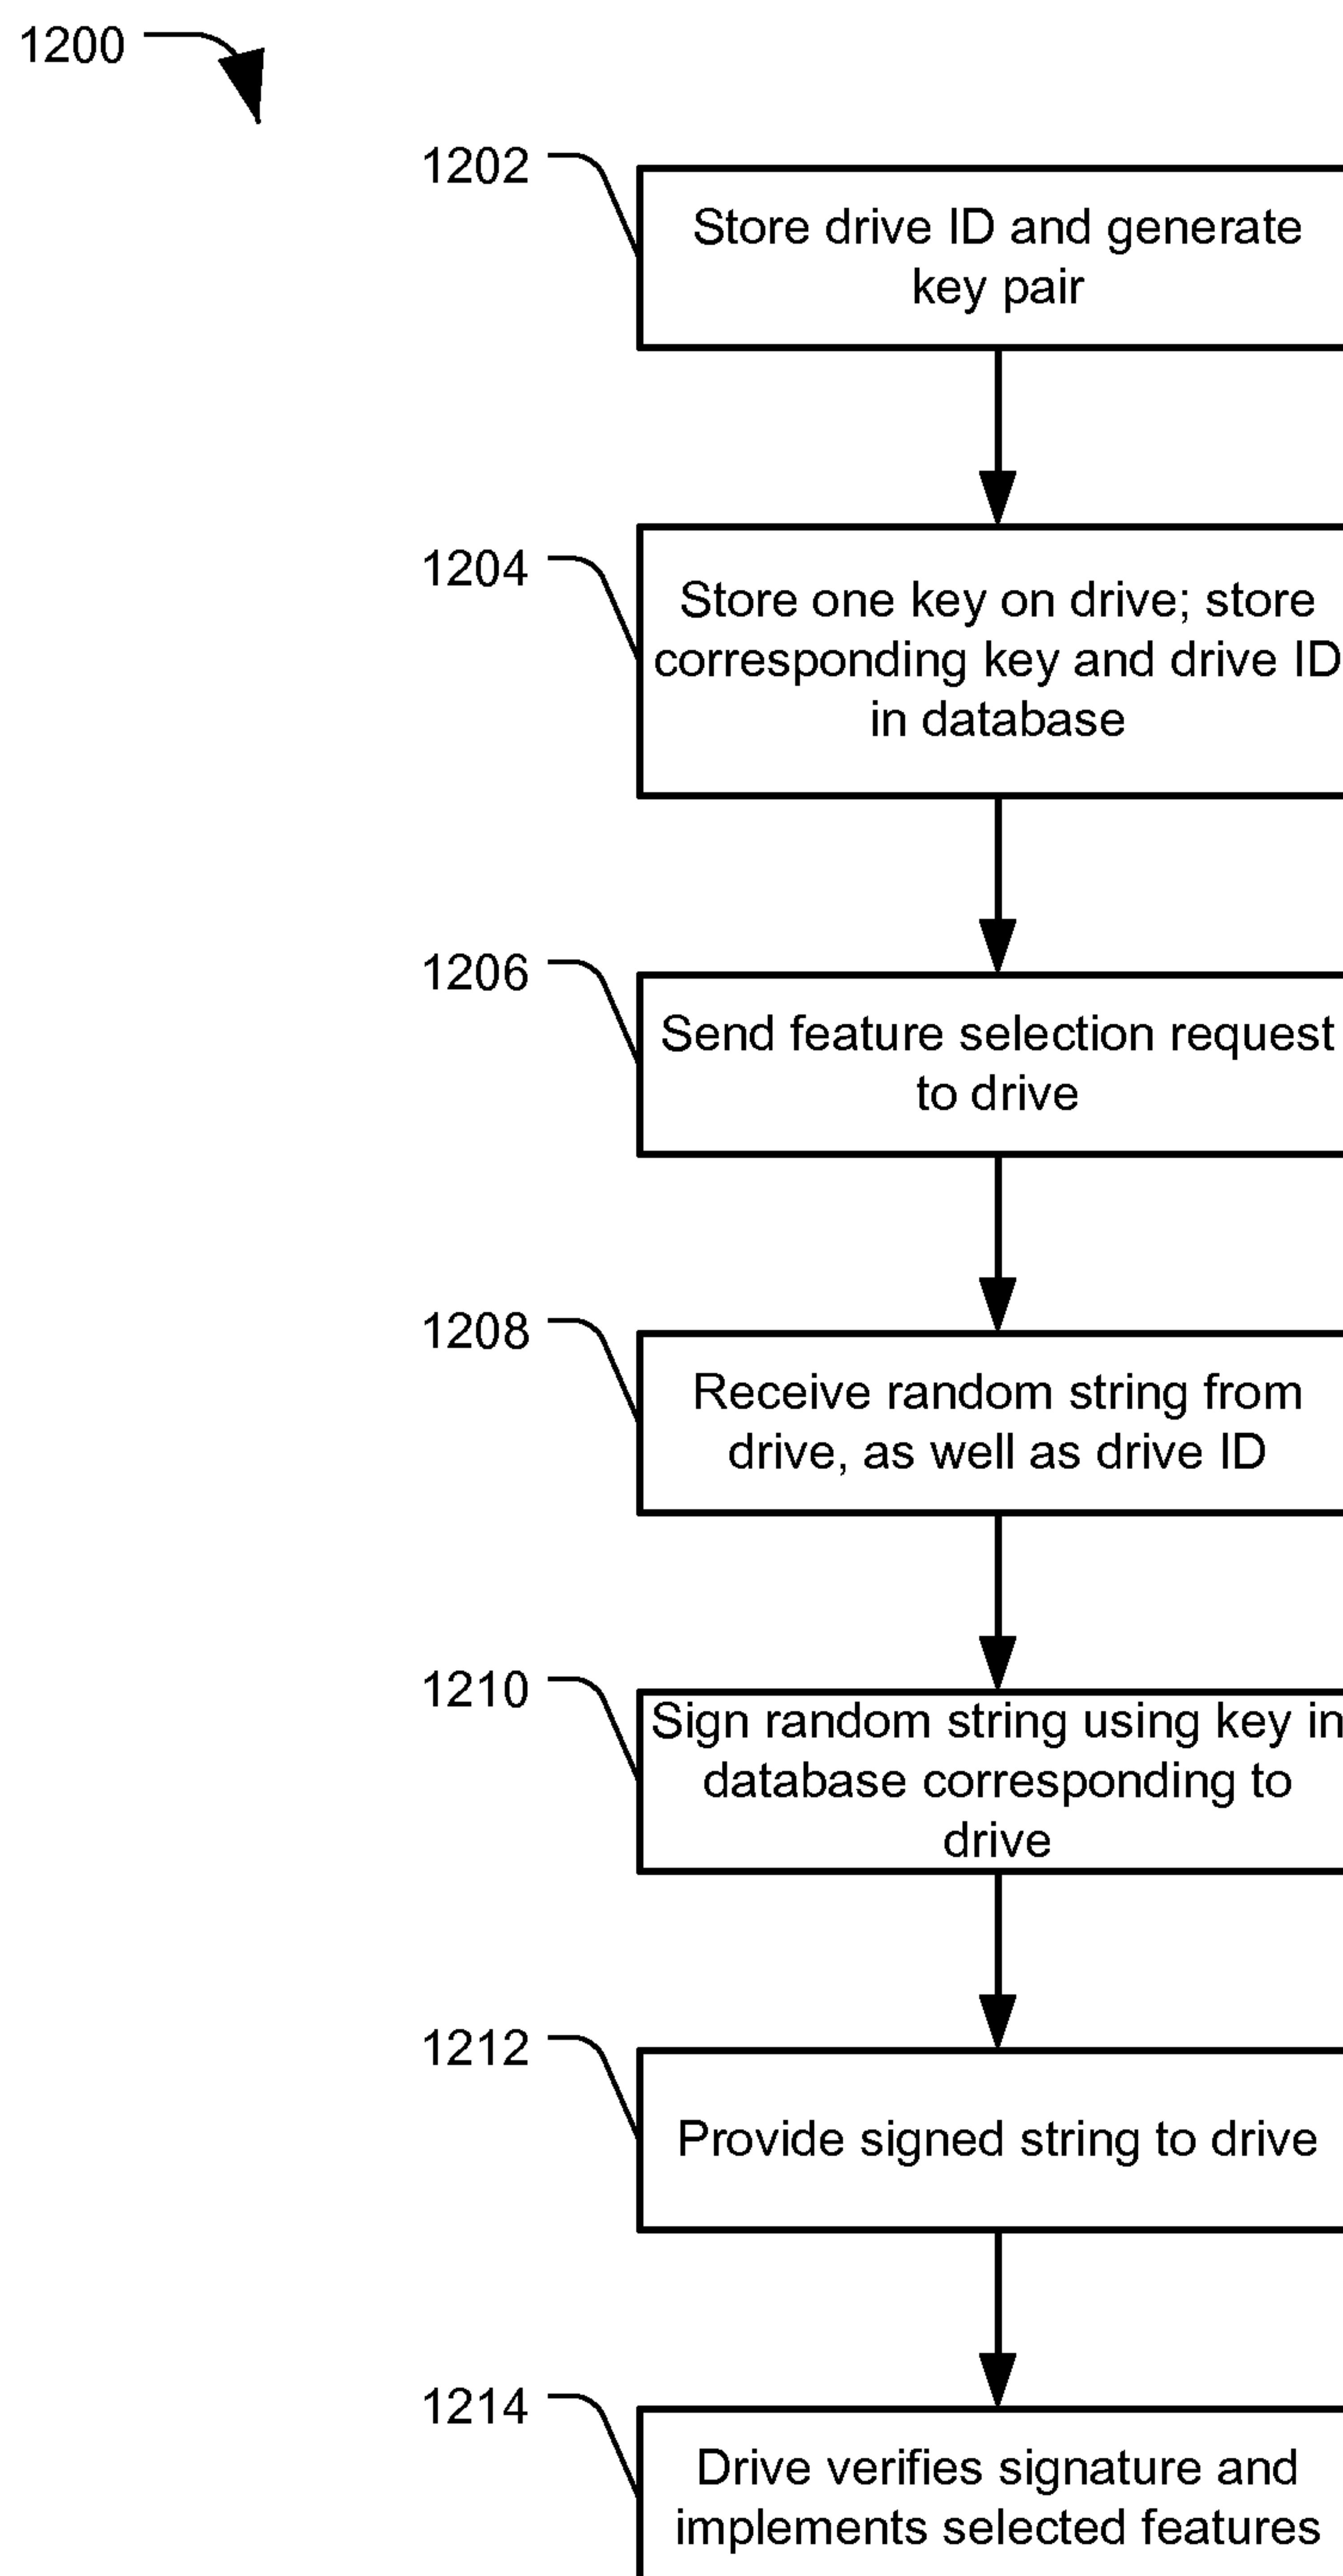 1200
1202
Store drive ID and generate
key pair
1204
Store one key on drive; store
corresponding key and drive ID
in database
1206
Send feature selection request
to drive
1208
Receive random string from
drive, as well as drive ID
1210
Sign random string using key in
database corresponding to
drive
1212
Provide signed string to drive
1214
Drive verifies signature and
implements selected features